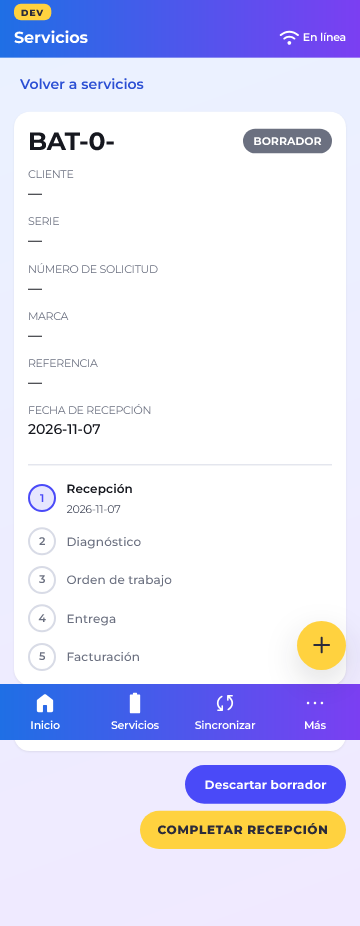 DEV
Servicios
En línea
Volver a servicios
BAT-0-
BORRADOR
CLIENTE
—
SERIE
—
NÚMERO DE SOLICITUD
—
MARCA
—
REFERENCIA
—
FECHA DE RECEPCIÓN
2026-11-07
1
Recepción
2026-11-07
2
Diagnóstico
3
Orden de trabajo
4
Entrega
5
Facturación
+
Inicio
Servicios
Sincronizar
Más
Descartar borrador
COMPLETAR RECEPCIÓN